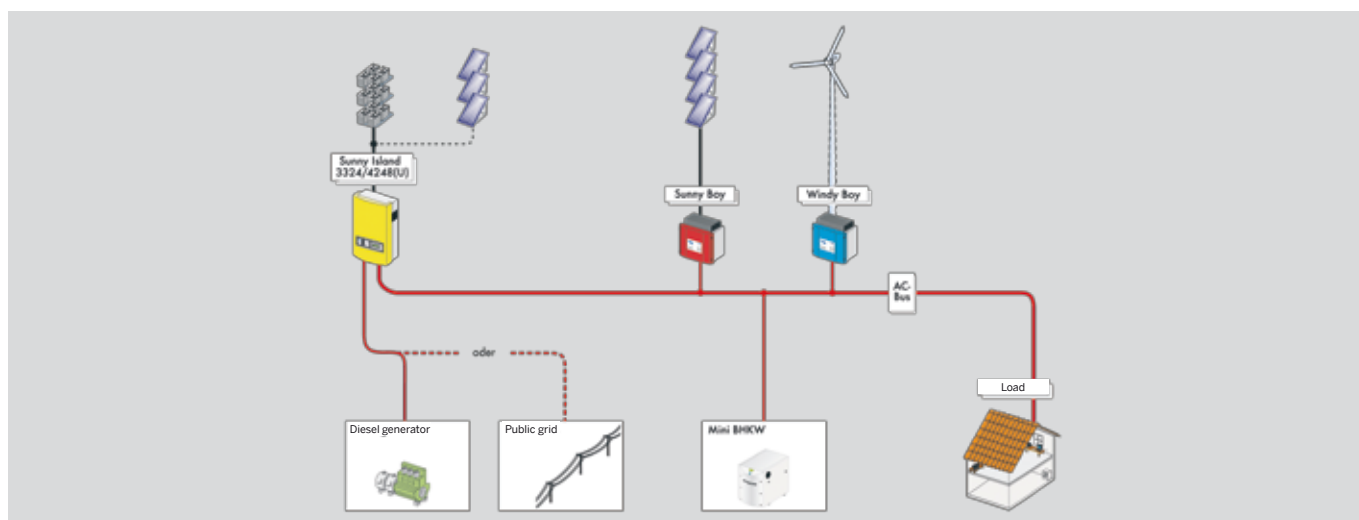 Sunny Island
3324/4248(U)
Sunny Boy
Windy Boy
AC-
Bus
oder
Load
Diesel generator
Public grid
Mini BHKW